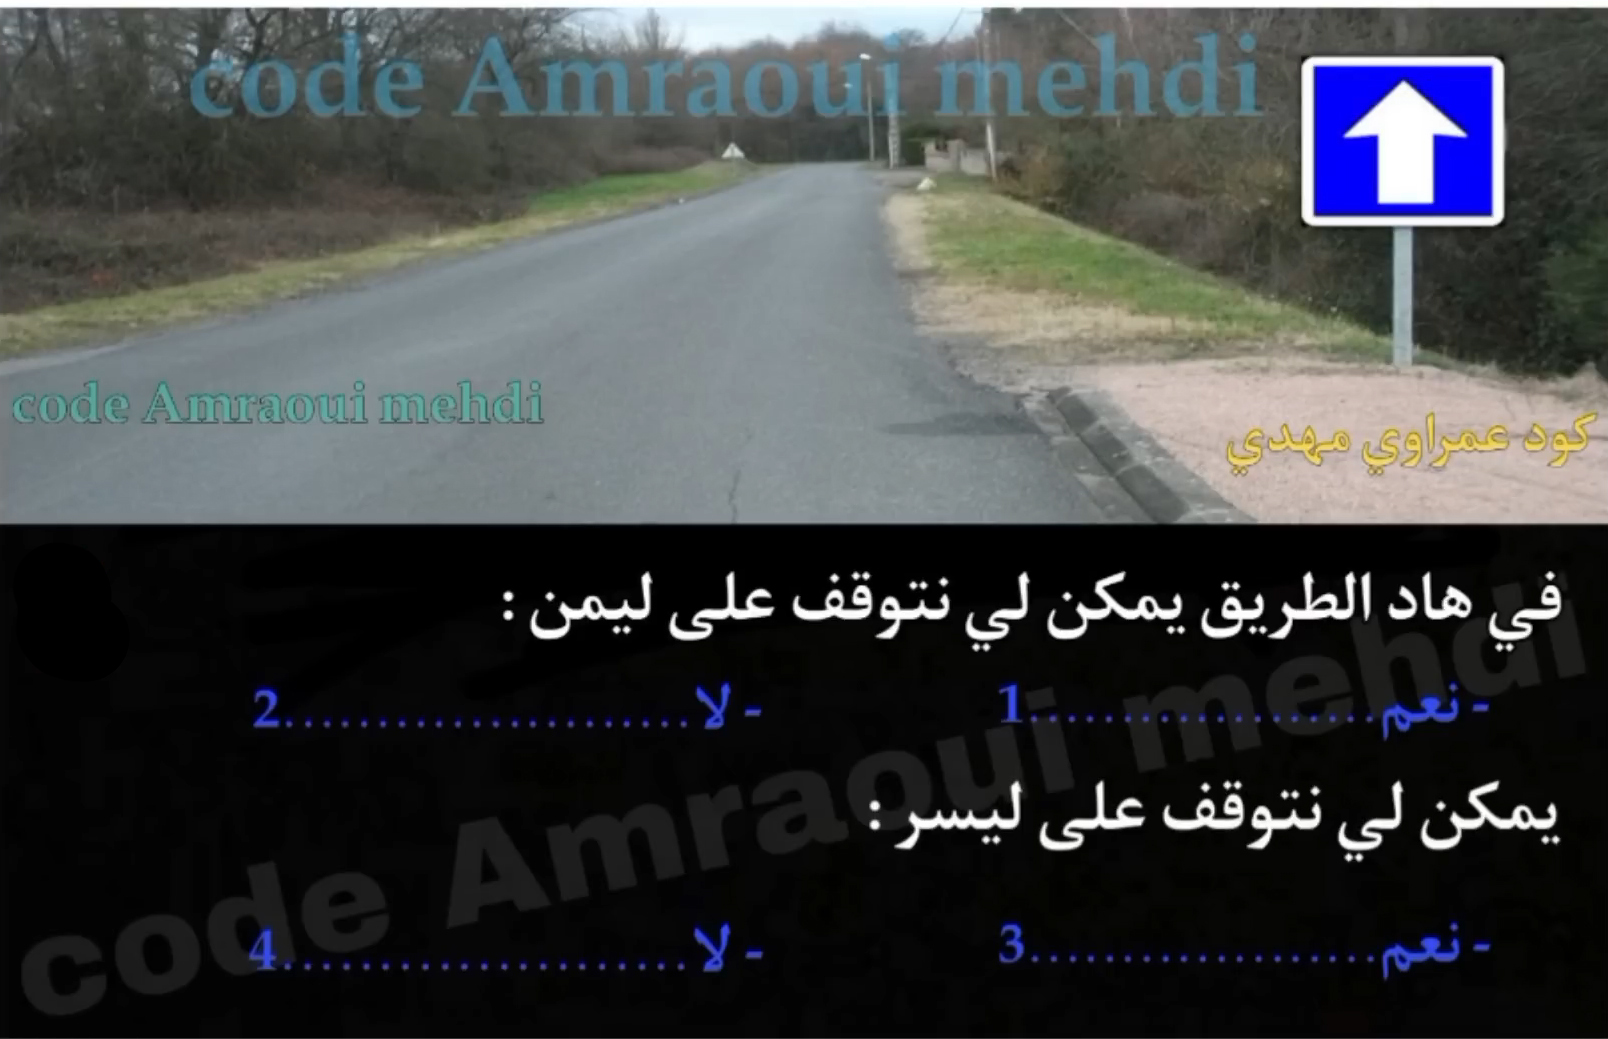 code Amraoui mehdi
code Amraoui mehdi
كود عمراوي مهدي
في هاد الطريق يمكن لي نتوقف على ليمن :
- نعم...................1 - لا.......................2
يمكن لي نتوقف على ليسر :
- نعم...................3 - لا.......................4
code Amraoui mehdi